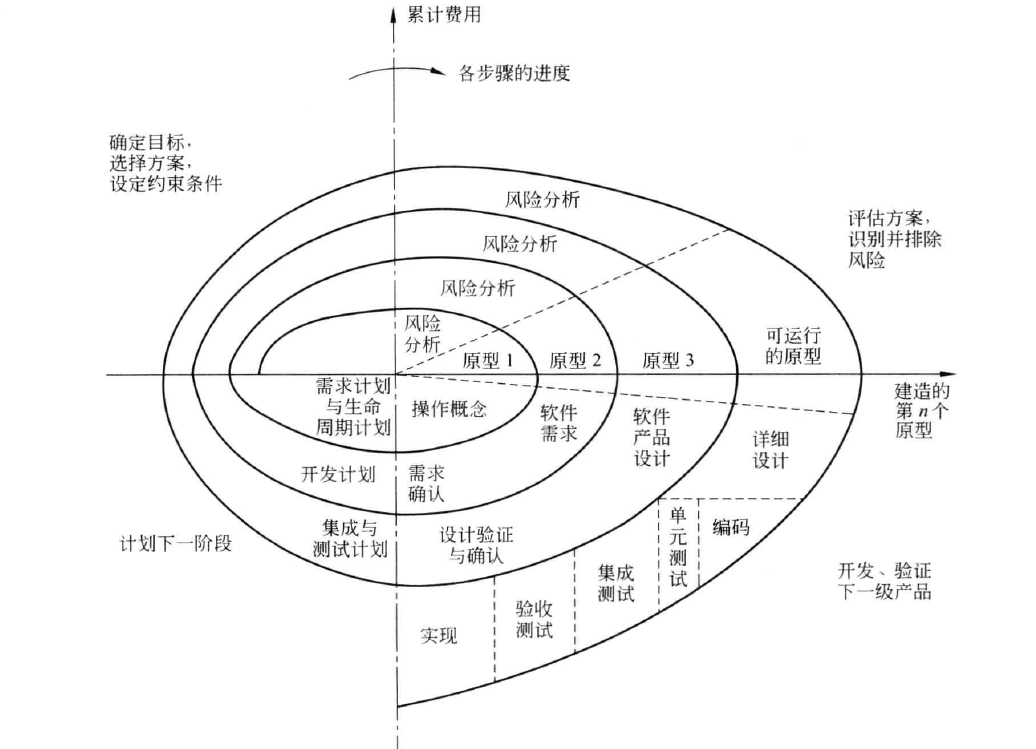 累计费用
各步骤的进度
确定目标，
选择方案，
设定约束条件
风险分析
评估方案，
识别并排除
风险
风险分析
风险分析
风险
分析
原型 1
原型 2
原型 3
可运行
的原型
建造的
第 n 个
原型
需求计划
与生命
周期计划
操作概念
软件
需求
软件
产品
设计
详细
设计
开发计划
需求
确认
集成与
测试计划
设计验证
与确认
单
元
测
试
编码
计划下一阶段
开发、验证
下一级产品
集成
测试
验收
测试
实现